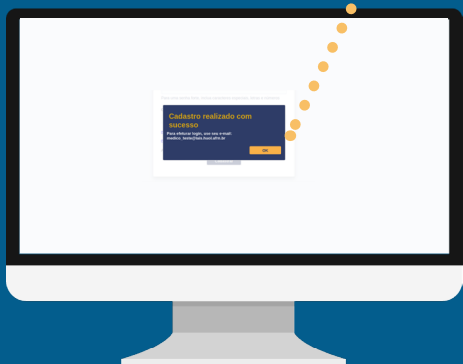 Cadastro realizado com
sucesso
Para efetuar login, use seu e-mail:
OK